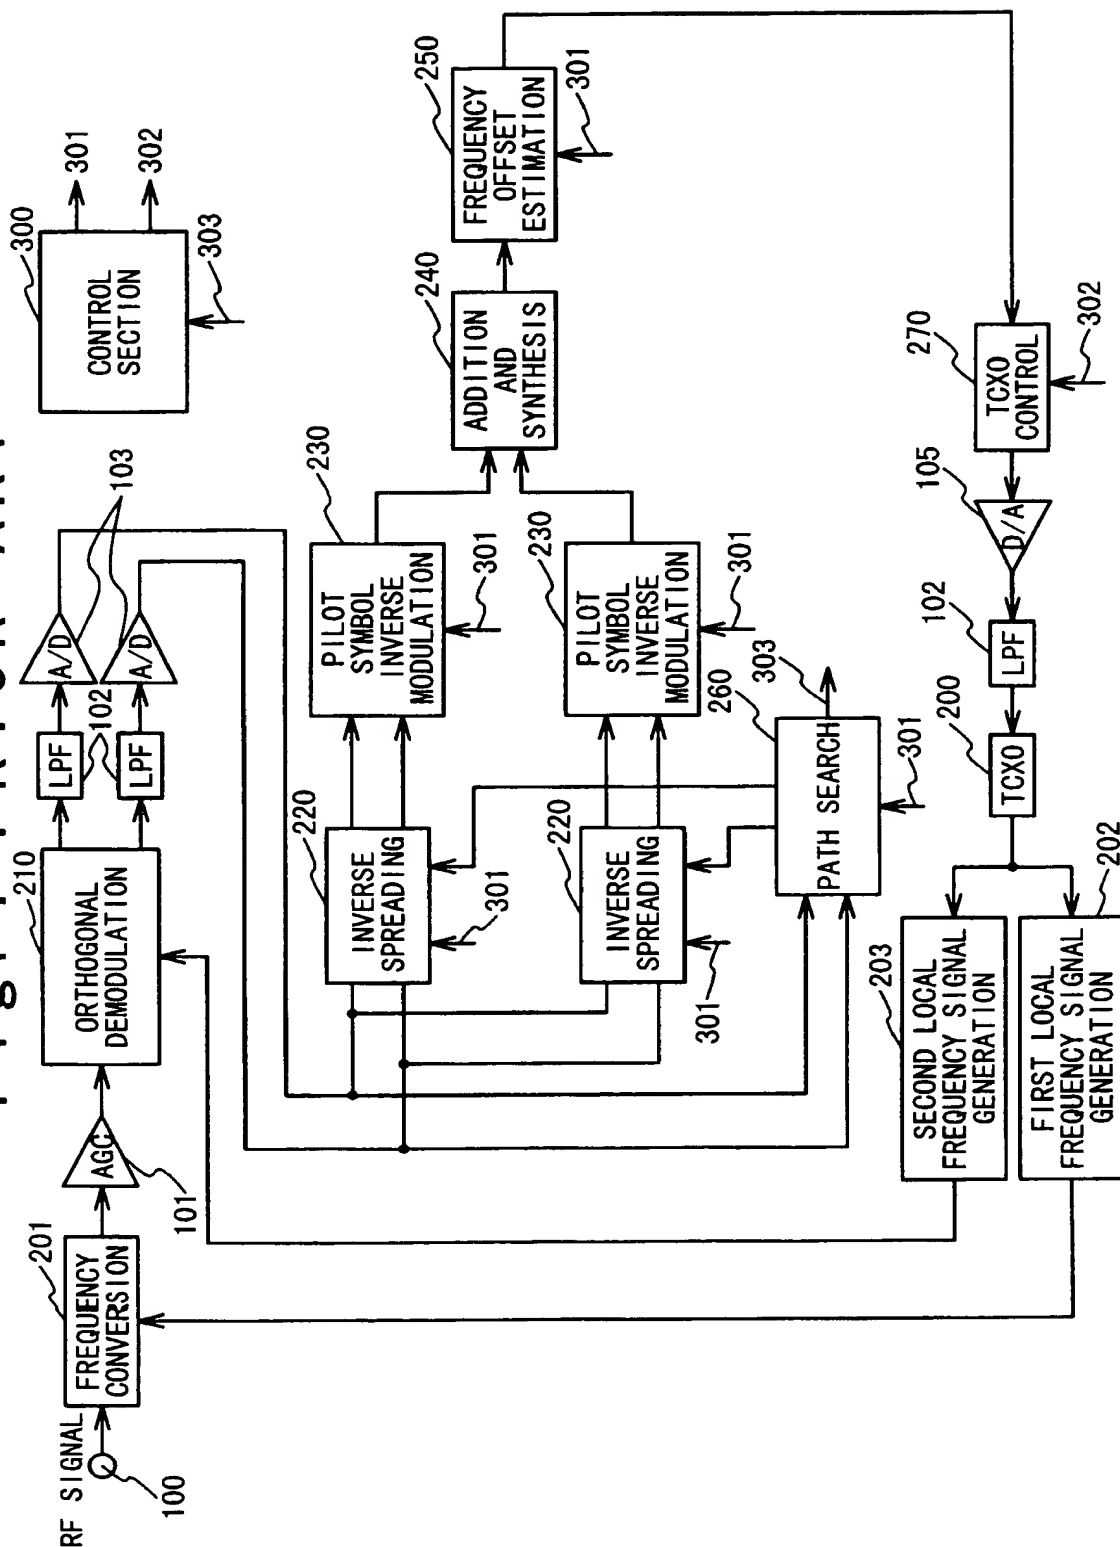 RF SIGNAL
100
201
FREQUENCY
CONVERSION
AGC
101
210
ORTHOGONAL
DEMODULATION
LPF
LPF
102
A/D
A/D
103
300
CONTROL
SECTION
301
302
303
220
INVERSE
SPREADING
301
230
PILOT
SYMBOL
INVERSE
MODULATION
301
220
INVERSE
SPREADING
301
230
PILOT
SYMBOL
INVERSE
MODULATION
301
240
ADDITION
AND
SYNTHESIS
250
FREQUENCY
OFFSET
ESTIMATION
301
260
PATH SEARCH
303
301
203
SECOND LOCAL
FREQUENCY SIGNAL
GENERATION
202
FIRST LOCAL
FREQUENCY SIGNAL
GENERATION
200
TCXO
102
LPF
105
D/A
270
TCXO
CONTROL
302